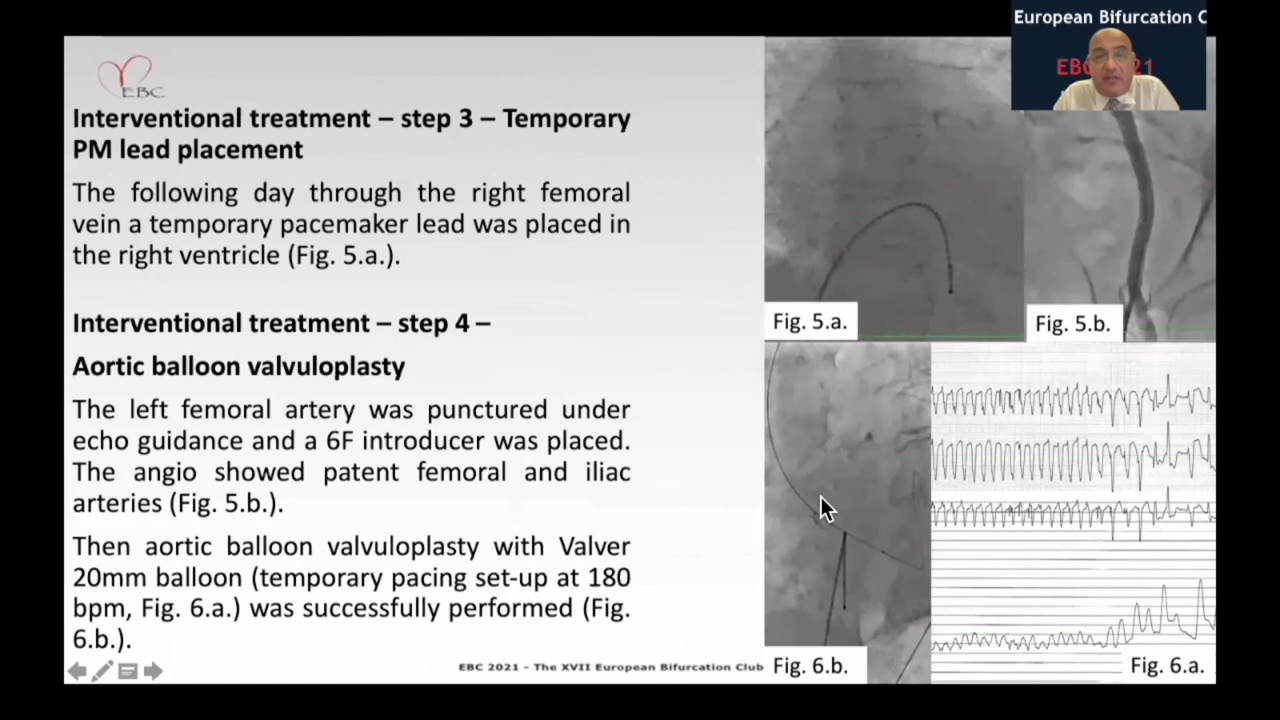 European Bifurcation C
EBC 21
EBC
Interventional treatment – step 3 – Temporary
PM lead placement
The following day through the right femoral
vein a temporary pacemaker lead was placed in
the right ventricle (Fig. 5.a.).
Interventional treatment – step 4 –
Aortic balloon valvuloplasty
The left femoral artery was punctured under
echo guidance and a 6F introducer was placed.
The angio showed patent femoral and iliac
arteries (Fig. 5.b.).
Then aortic balloon valvuloplasty with Valver
20mm balloon (temporary pacing set-up at 180
bpm, Fig. 6.a.) was successfully performed (Fig.
6.b.).
EBC 2021 - The XVII European Bifurcation Club
Fig. 5.a.
Fig. 5.b.
Fig. 6.b.
Fig. 6.a.